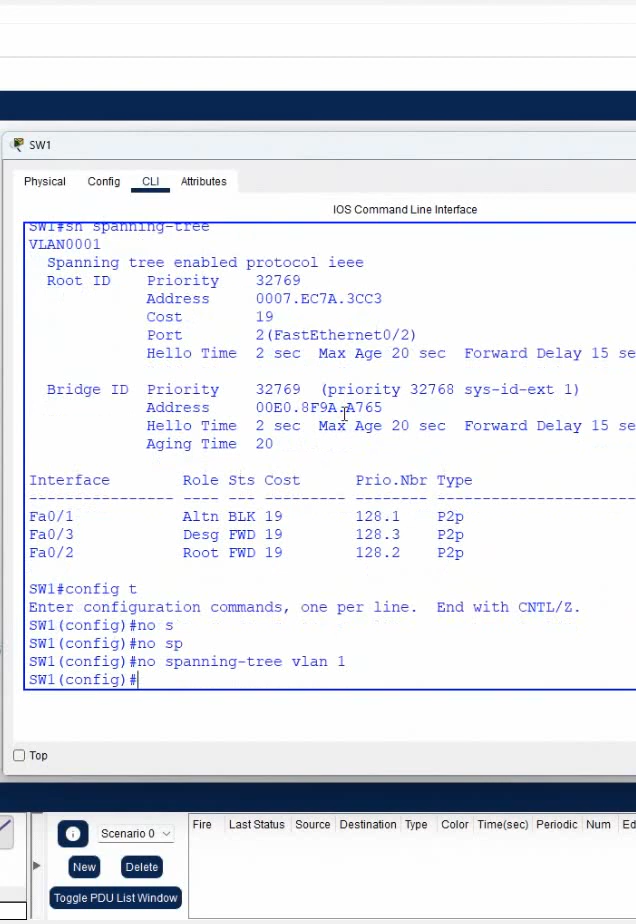 SW1
Physical Config CLI Attributes
IOS Command Line Interface
SW1#sh spanning-tree
VLAN0001
Spanning tree enabled protocol ieee
Root ID Priority 32769
Address 0007.EC7A.3CC3
Cost 19
Port 2(FastEthernet0/2)
Hello Time 2 sec Max Age 20 sec Forward Delay 15 se
Bridge ID Priority 32769 (priority 32768 sys-id-ext 1)
Address 00E0.8F9A.A765
Hello Time 2 sec Max Age 20 sec Forward Delay 15 se
Aging Time 20
Interface Role Sts Cost Prio.Nbr Type
---------------- ---- --- --------- -------- --------------------
Fa0/1 Altn BLK 19 128.1 P2p
Fa0/3 Desg FWD 19 128.3 P2p
Fa0/2 Root FWD 19 128.2 P2p
SW1#config t
Enter configuration commands, one per line. End with CNTL/Z.
SW1(config)#no s
SW1(config)#no sp
SW1(config)#no spanning-tree vlan 1
SW1(config)#
Top
Scenario 0
New Delete
Toggle PDU List Window
Fire Last Status Source Destination Type Color Time(sec) Periodic Num Ed